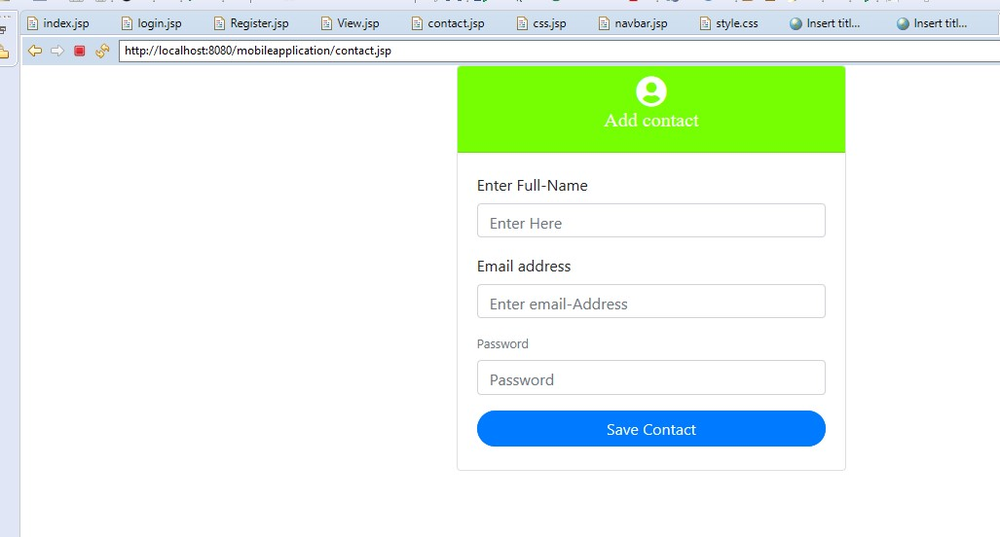 index.jsp login.jsp Register.jsp View.jsp contact.jsp css.jsp navbar.jsp style.css Insert titl... Insert titl...
http://localhost:8080/mobileapplication/contact.jsp
Add contact
Enter Full-Name
Enter Here
Email address
Enter email-Address
Password
Password
Save Contact